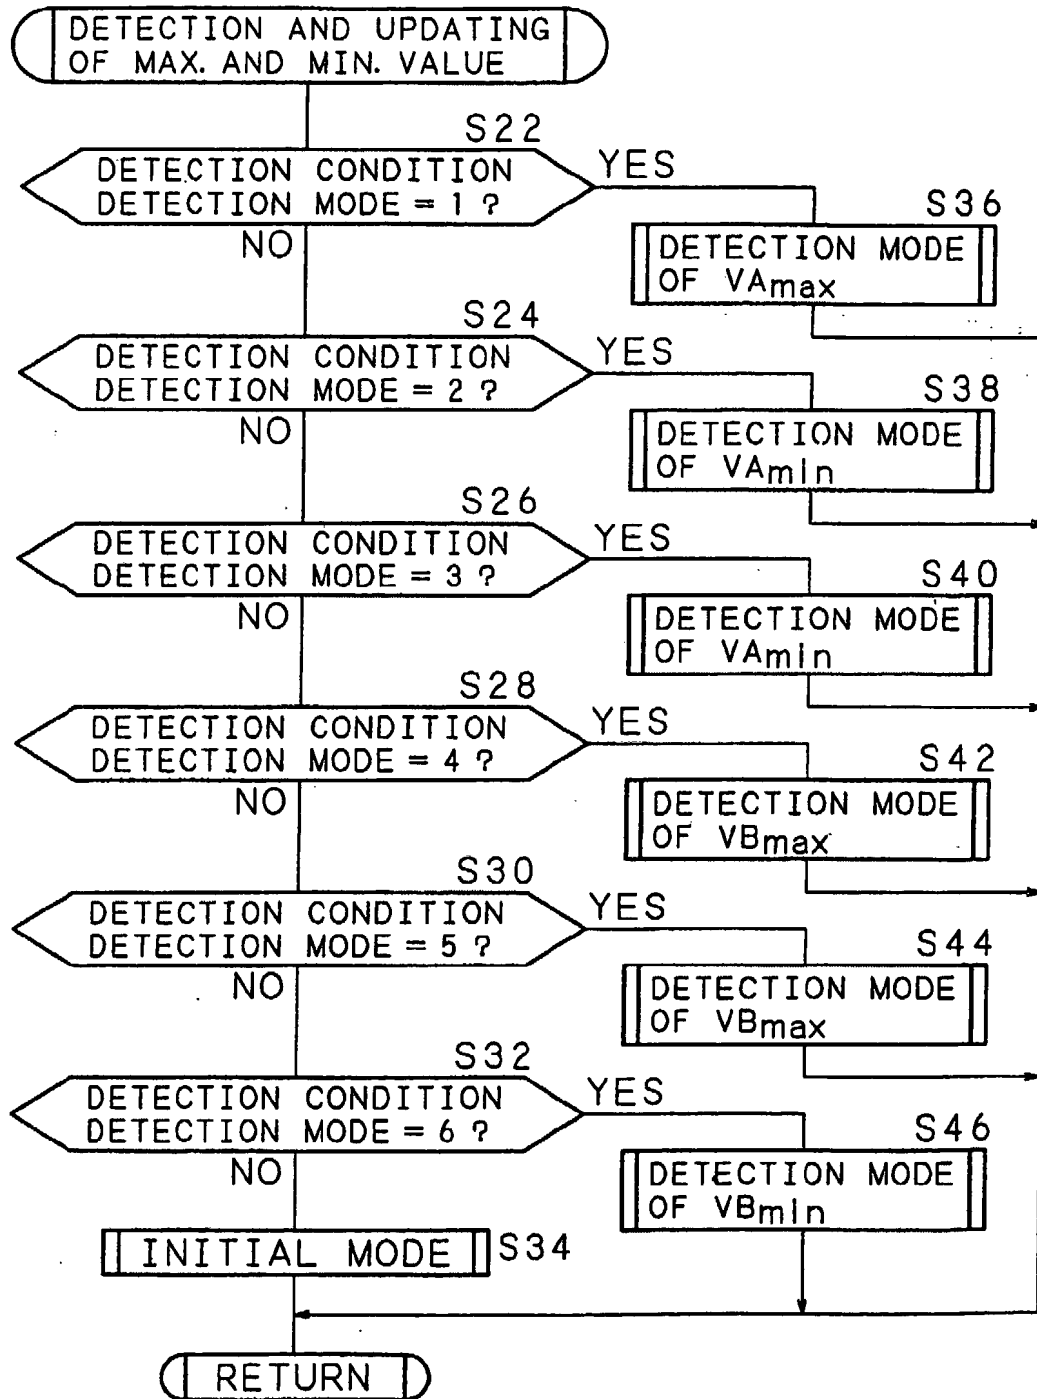 DETECTION AND UPDATING
OF MAX. AND MIN. VALUE
S22
DETECTION CONDITION
DETECTION MODE = 1 ?
YES
NO
S36
DETECTION MODE
OF VAmax
S24
DETECTION CONDITION
DETECTION MODE = 2 ?
YES
NO
S38
DETECTION MODE
OF VAmin
S26
DETECTION CONDITION
DETECTION MODE = 3 ?
YES
NO
S40
DETECTION MODE
OF VAmin
S28
DETECTION CONDITION
DETECTION MODE = 4 ?
YES
NO
S42
DETECTION MODE
OF VBmax
S30
DETECTION CONDITION
DETECTION MODE = 5 ?
YES
NO
S44
DETECTION MODE
OF VBmax
S32
DETECTION CONDITION
DETECTION MODE = 6 ?
YES
NO
S46
DETECTION MODE
OF VBmin
INITIAL MODE S34
RETURN